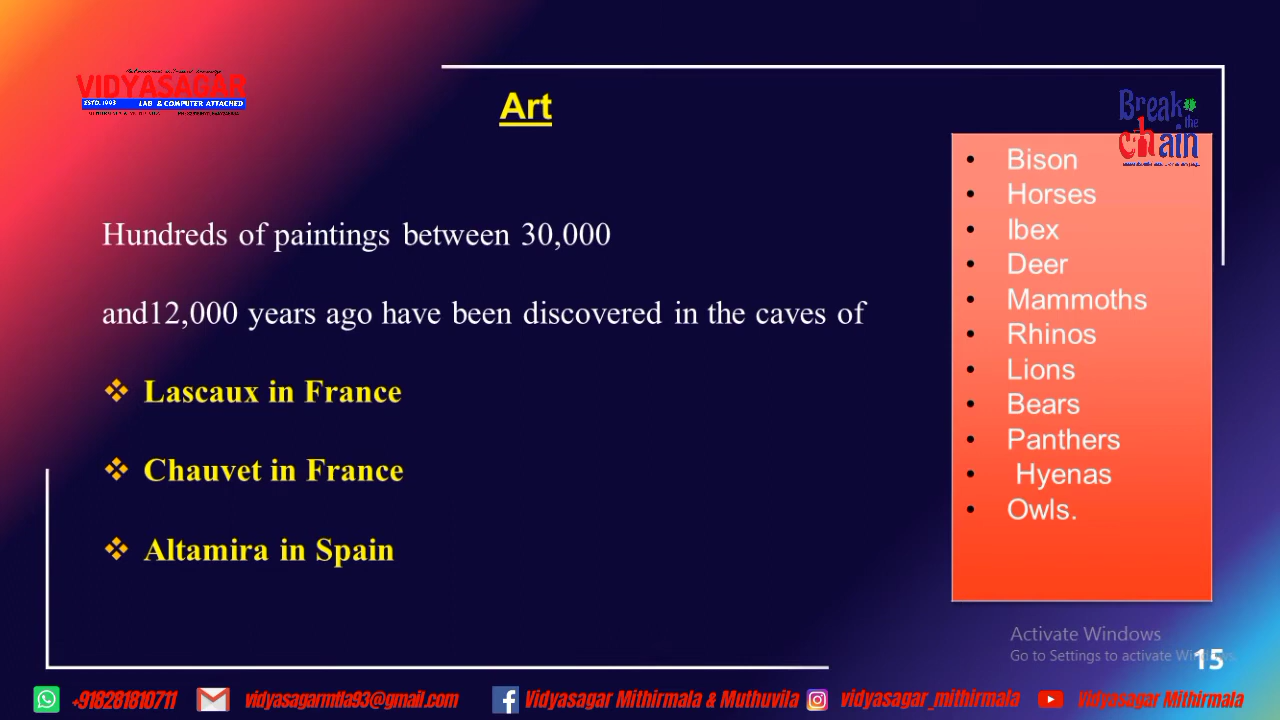 VIDYASAGAR
ESTD. 1993 LAB & COMPUTER ATTACHED
Art
Break
the
chain
Hundreds of paintings between 30,000
and12,000 years ago have been discovered in the caves of
❖ Lascaux in France
❖ Chauvet in France
❖ Altamira in Spain
• Bison
• Horses
• Ibex
• Deer
• Mammoths
• Rhinos
• Lions
• Bears
• Panthers
• Hyenas
• Owls.
Activate Windows
Go to Settings to activate Windows.
15
+918281810711 vidyasagarmtla93@gmail.com Vidyasagar Mithirmala & Muthuvila vidyasagar_mithirmala Vidyasagar Mithirmala